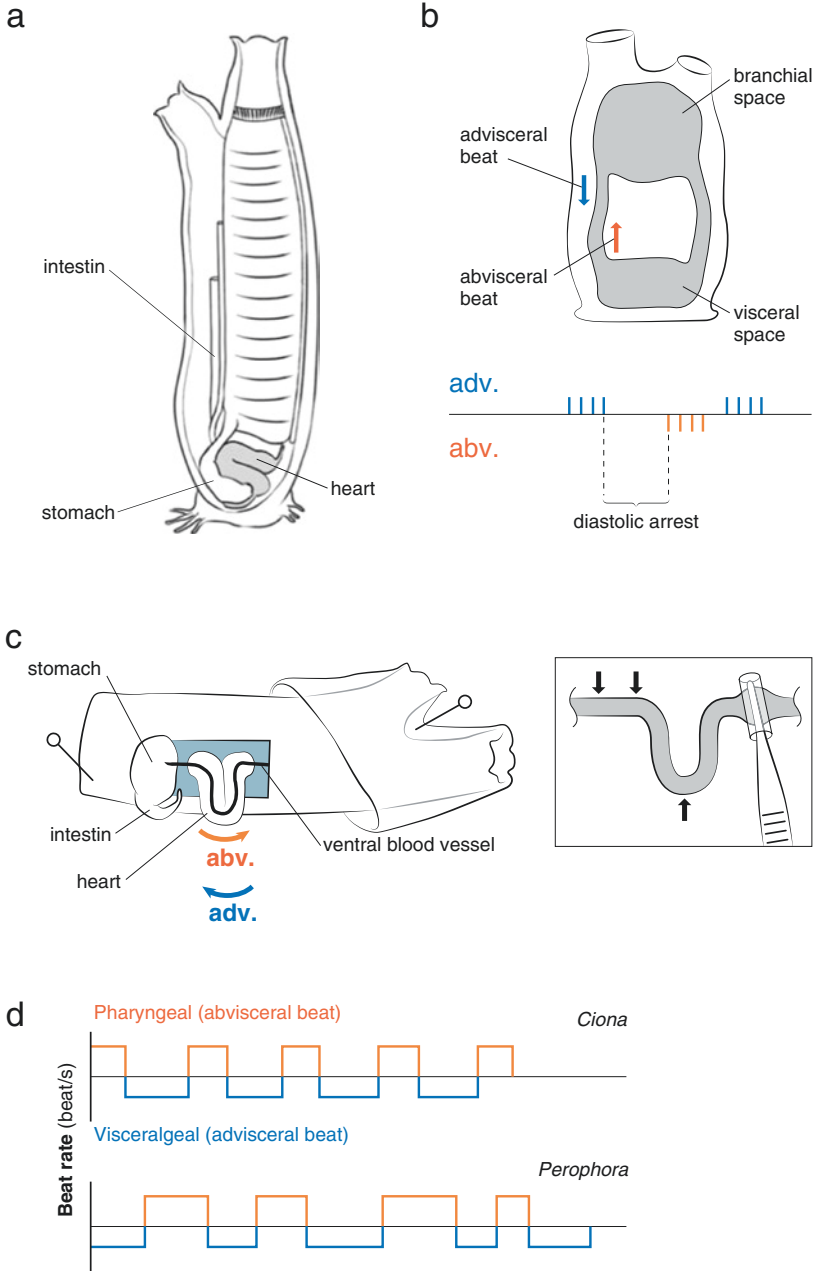 a
intestin
stomach
heart
b
branchial
space
advisceral
beat
abvisceral
beat
visceral
space
adv.
abv.
diastolic arrest
c
stomach
intestin
heart
abv.
adv.
ventral blood vessel
d
Pharyngeal (abvisceral beat)
Ciona
Beat rate (beat/s)
Visceralgeal (advisceral beat)
Perophora